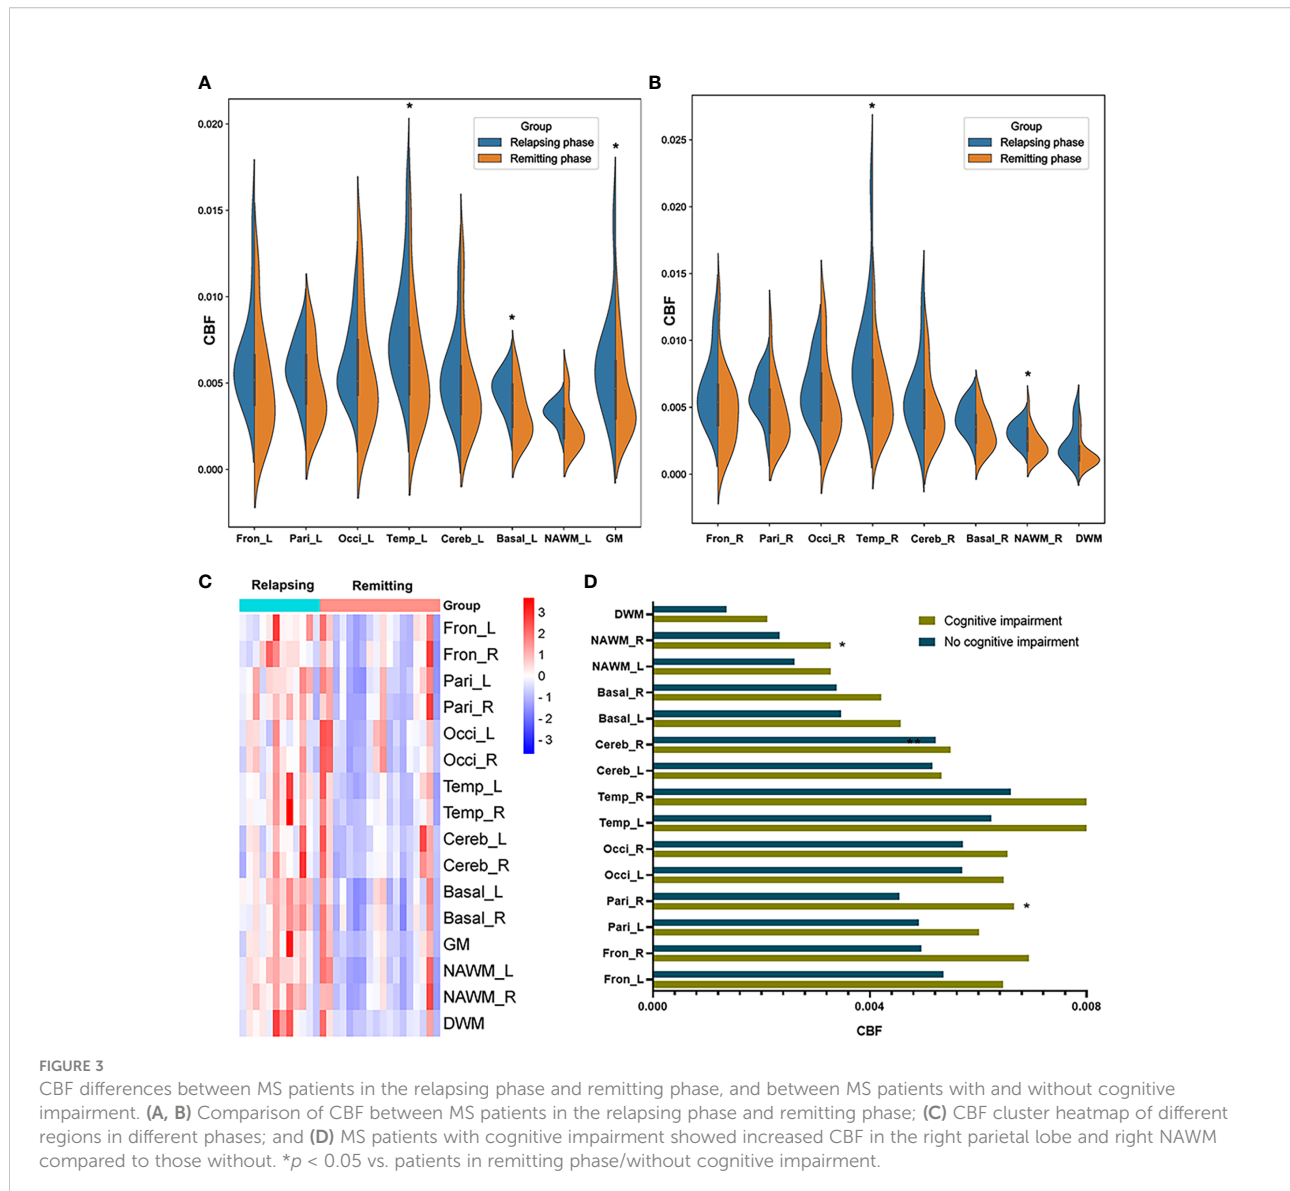 A
B
*
0.020
0.015
0.010
0.005
0.000
CBF
Group
Relapsing phase
Remitting phase
*
*
Fron_L Pari_L Occi_L Temp_L Cereb_L Basal_L NAWM_L GM
*
0.025
0.020
0.015
0.010
0.005
0.000
CBF
Group
Relapsing phase
Remitting phase
*
Fron_R Pari_R Occi_R Temp_R Cereb_R Basal_R NAWM_R DWM
C
Relapsing Remitting
Group
Fron_L
Fron_R
Pari_L
Pari_R
Occi_L
Occi_R
Temp_L
Temp_R
Cereb_L
Cereb_R
Basal_L
Basal_R
GM
NAWM_L
NAWM_R
DWM
3
2
1
0
- 1
- 2
- 3
D
DWM
NAWM_R *
NAWM_L
Basal_R
Basal_L
Cereb_R **
Cereb_L
Temp_R
Temp_L
Occi_R
Occi_L
Pari_R *
Pari_L
Fron_R
Fron_L
Cognitive impairment
No cognitive impairment
0.000 0.004 0.008
CBF
FIGURE 3
CBF differences between MS patients in the relapsing phase and remitting phase, and between MS patients with and without cognitive
impairment. (A, B) Comparison of CBF between MS patients in the relapsing phase and remitting phase; (C) CBF cluster heatmap of different
regions in different phases; and (D) MS patients with cognitive impairment showed increased CBF in the right parietal lobe and right NAWM
compared to those without. *p < 0.05 vs. patients in remitting phase/without cognitive impairment.